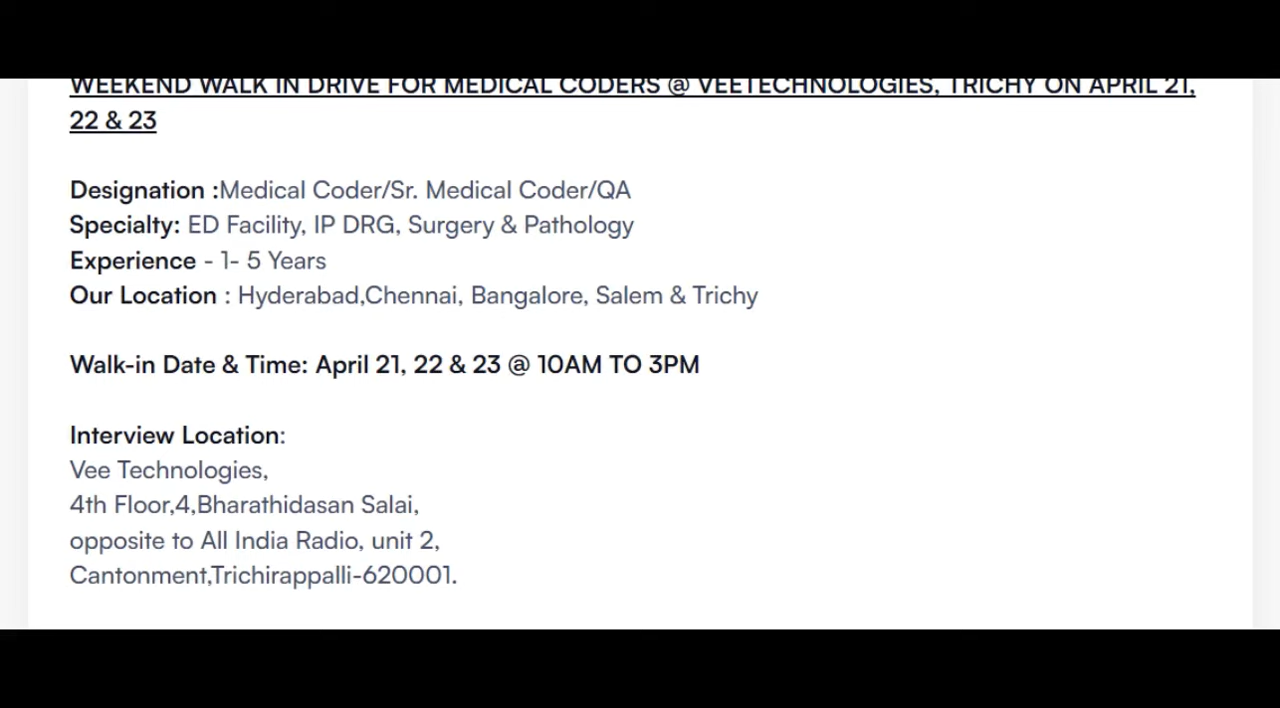 WEEKEND WALK IN DRIVE FOR MEDICAL CODERS @ VEETECHNOLOGIES, TRICHY ON APRIL 21,
22 & 23
Designation :Medical Coder/Sr. Medical Coder/QA
Specialty: ED Facility, IP DRG, Surgery & Pathology
Experience - 1- 5 Years
Our Location : Hyderabad,Chennai, Bangalore, Salem & Trichy
Walk-in Date & Time: April 21, 22 & 23 @ 10AM TO 3PM
Interview Location:
Vee Technologies,
4th Floor,4,Bharathidasan Salai,
opposite to All India Radio, unit 2,
Cantonment,Trichirappalli-620001.